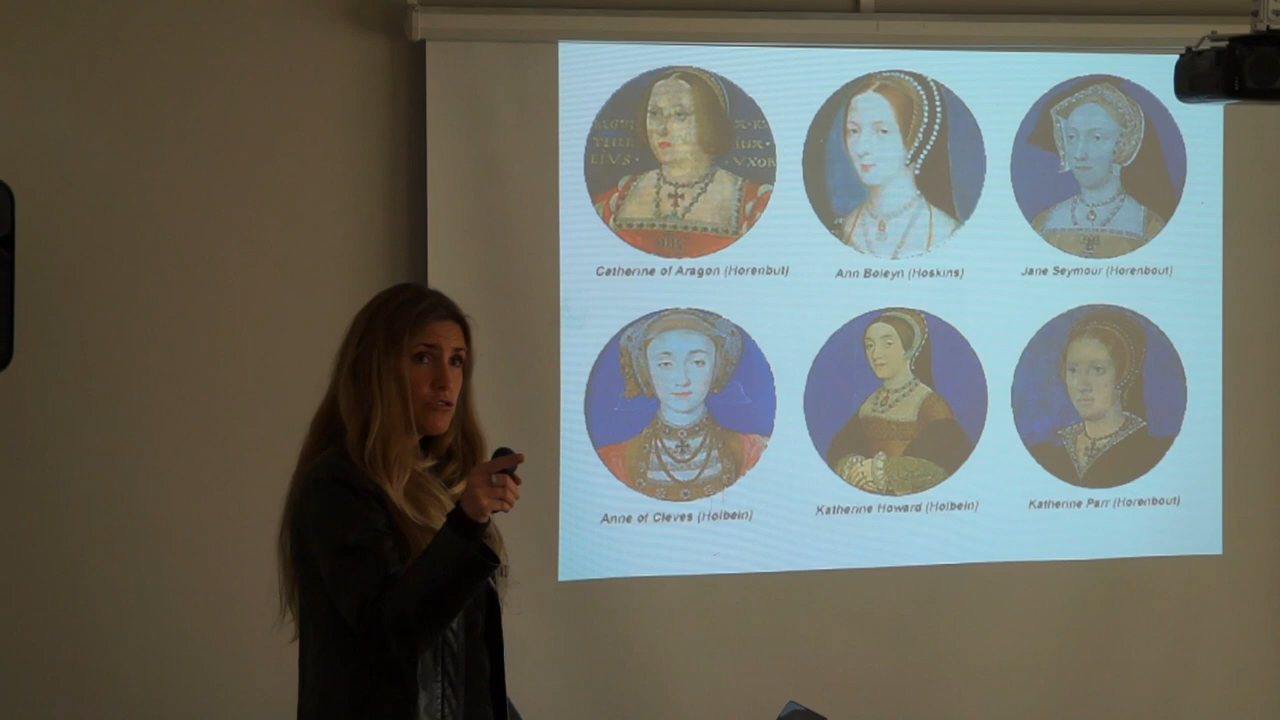 Catherine of Aragon (Horenbut)
Ann Boleyn (Hoskins)
Jane Seymour (Horenbout)
Anne of Cleves (Holbein)
Katherine Howard (Holbein)
Katherine Parr (Horenbout)